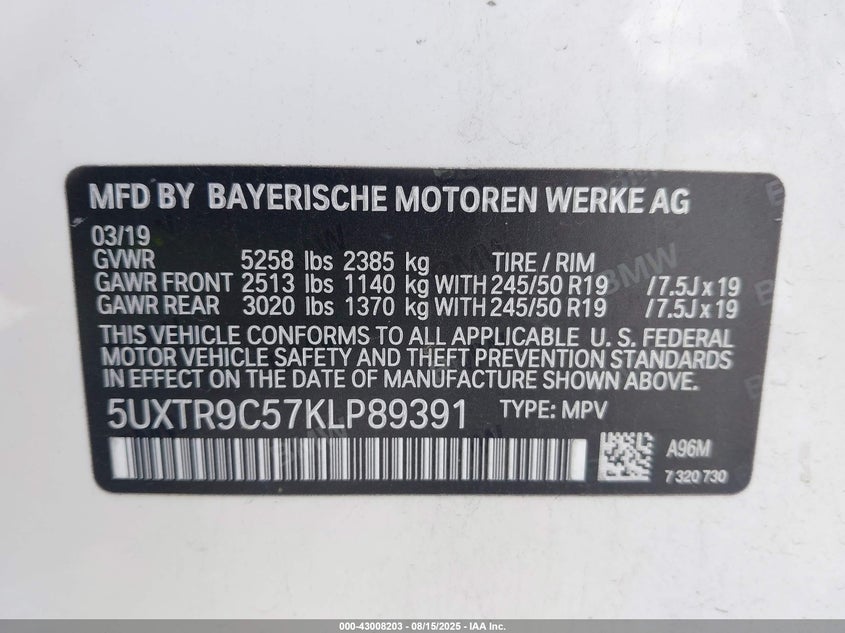 MFD BY BAYERISCHE MOTOREN WERKE AG
03/19
GVWR 5258 lbs 2385 kg TIRE / RIM
GAWR FRONT 2513 lbs 1140 kg WITH 245/50 R19 /7.5J x 19
GAWR REAR 3020 lbs 1370 kg WITH 245/50 R19 /7.5J x 19
THIS VEHICLE CONFORMS TO ALL APPLICABLE U. S. FEDERAL
MOTOR VEHICLE SAFETY AND THEFT PREVENTION STANDARDS
IN EFFECT ON THE DATE OF MANUFACTURE SHOWN ABOVE.
5UXTR9C57KLP89391 TYPE: MPV
A96M
7 320 730
BMW
000-43008203 - 08/15/2025 - IAA Inc.